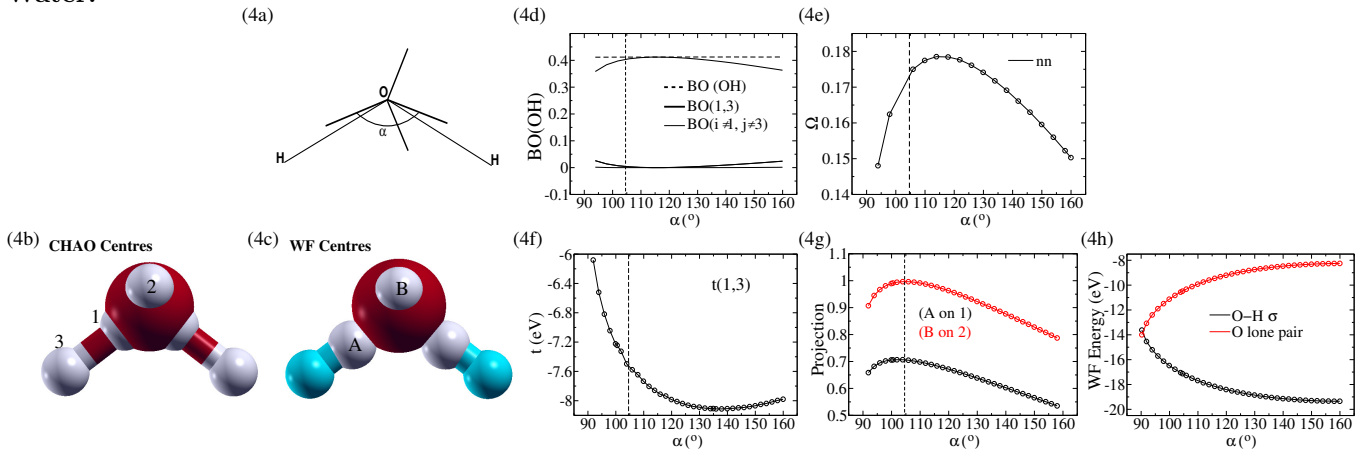 water.
(4a)
O
α
H
H
(4d)
BO(OH)
0.4
0.3
0.2
0.1
0
-0.1
BO (OH)
BO(1,3)
BO(i ≠1, j≠3)
90 100 110 120 130 140 150 160
α(°)
(4e)
Ω
0.18
0.17
0.16
0.15
0.14
nn
90 100 110 120 130 140 150 160
α(°)
(4b)
CHAO Centres
2
1
3
(4c)
WF Centres
B
A
(4f)
t (eV)
-6
-6.4
-6.8
-7.2
-7.6
-8
t(1,3)
90 100 110 120 130 140 150 160
α(°)
(4g)
Projection
1.1
1
0.9
0.8
0.7
0.6
0.5
(A on 1)
(B on 2)
90 100 110 120 130 140 150 160
α(°)
(4h)
WF Energy (eV)
-8
-10
-12
-14
-16
-18
-20
O−H σ
O lone pair
90 100 110 120 130 140 150 160
α(°)